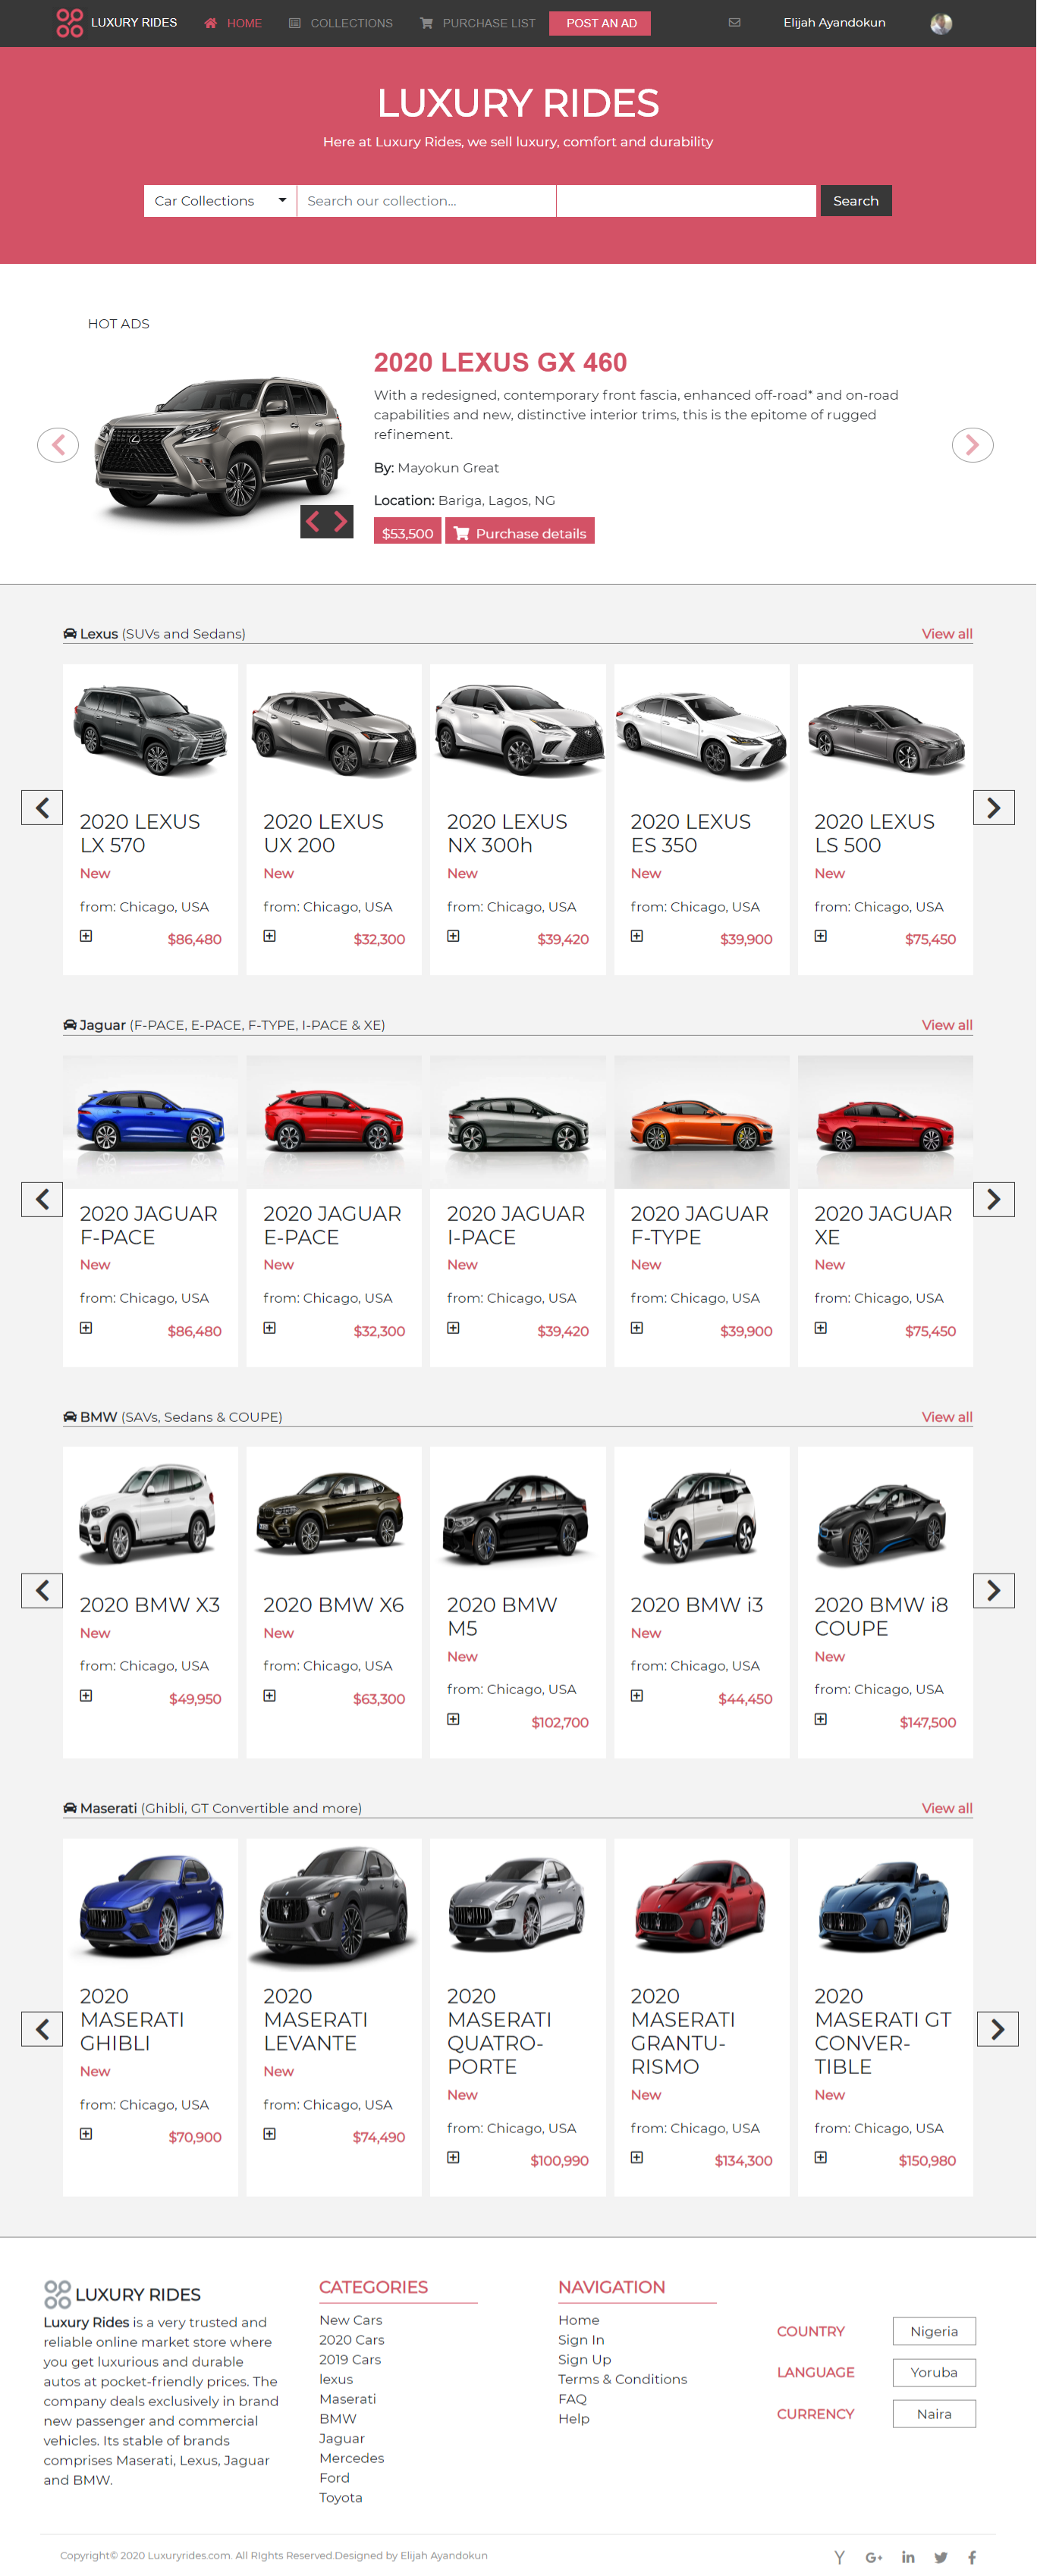 LUXURY RIDES HOME COLLECTIONS PURCHASE LIST POST AN AD Elijah Ayandokun
LUXURY RIDES
Here at Luxury Rides, we sell luxury, comfort and durability
Car Collections Search our collection... Search
HOT ADS
2020 LEXUS GX 460
With a redesigned, contemporary front fascia, enhanced off-road* and on-road
capabilities and new, distinctive interior trims, this is the epitome of rugged
refinement.
By: Mayokun Great
Location: Bariga, Lagos, NG
$53,500 Purchase details
Lexus (SUVs and Sedans) View all
2020 LEXUS
LX 570
New
from: Chicago, USA
$86,480
2020 LEXUS
UX 200
New
from: Chicago, USA
$32,300
2020 LEXUS
NX 300h
New
from: Chicago, USA
$39,420
2020 LEXUS
ES 350
New
from: Chicago, USA
$39,900
2020 LEXUS
LS 500
New
from: Chicago, USA
$75,450
Jaguar (F-PACE, E-PACE, F-TYPE, I-PACE & XE) View all
2020 JAGUAR
F-PACE
New
from: Chicago, USA
$86,480
2020 JAGUAR
E-PACE
New
from: Chicago, USA
$32,300
2020 JAGUAR
I-PACE
New
from: Chicago, USA
$39,420
2020 JAGUAR
F-TYPE
New
from: Chicago, USA
$39,900
2020 JAGUAR
XE
New
from: Chicago, USA
$75,450
BMW (SAVs, Sedans & COUPE) View all
2020 BMW X3
New
from: Chicago, USA
$49,950
2020 BMW X6
New
from: Chicago, USA
$63,300
2020 BMW
M5
New
from: Chicago, USA
$102,700
2020 BMW i3
New
from: Chicago, USA
$44,450
2020 BMW i8
COUPE
New
from: Chicago, USA
$147,500
Maserati (Ghibli, GT Convertible and more) View all
2020
MASERATI
GHIBLI
New
from: Chicago, USA
$70,900
2020
MASERATI
LEVANTE
New
from: Chicago, USA
$74,490
2020
MASERATI
QUATRO-
PORTE
New
from: Chicago, USA
$100,990
2020
MASERATI
GRANTU-
RISMO
New
from: Chicago, USA
$134,300
2020
MASERATI GT
CONVER-
TIBLE
New
from: Chicago, USA
$150,980
LUXURY RIDES
Luxury Rides is a very trusted and
reliable online market store where
you get luxurious and durable
autos at pocket-friendly prices. The
company deals exclusively in brand
new passenger and commercial
vehicles. Its stable of brands
comprises Maserati, Lexus, Jaguar
and BMW.
CATEGORIES
New Cars
2020 Cars
2019 Cars
lexus
Maserati
BMW
Jaguar
Mercedes
Ford
Toyota
NAVIGATION
Home
Sign In
Sign Up
Terms & Conditions
FAQ
Help
COUNTRY Nigeria
LANGUAGE Yoruba
CURRENCY Naira
Copyright© 2020 Luxuryrides.com. All RIghts Reserved.Designed by Elijah Ayandokun